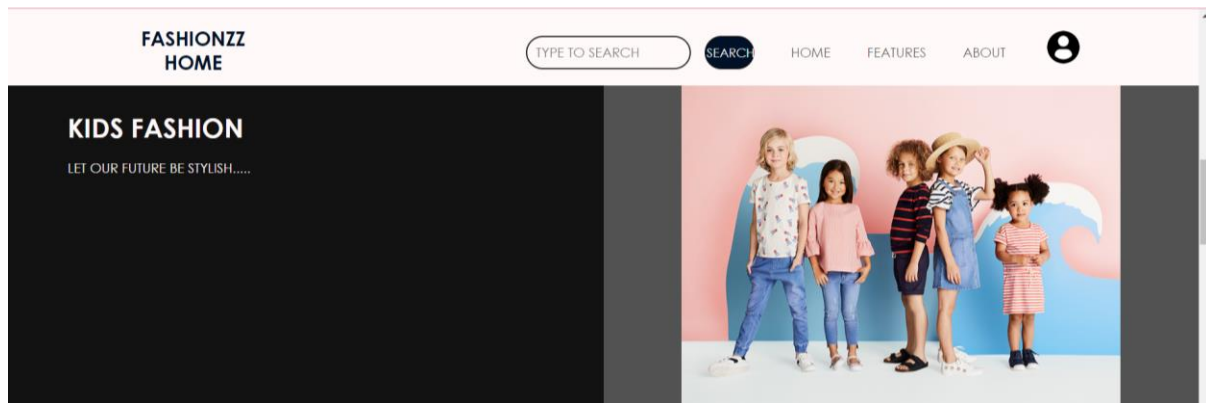 FASHIONZZ
HOME
TYPE TO SEARCH
SEARCH
HOME
FEATURES
ABOUT
KIDS FASHION
LET OUR FUTURE BE STYLISH.....